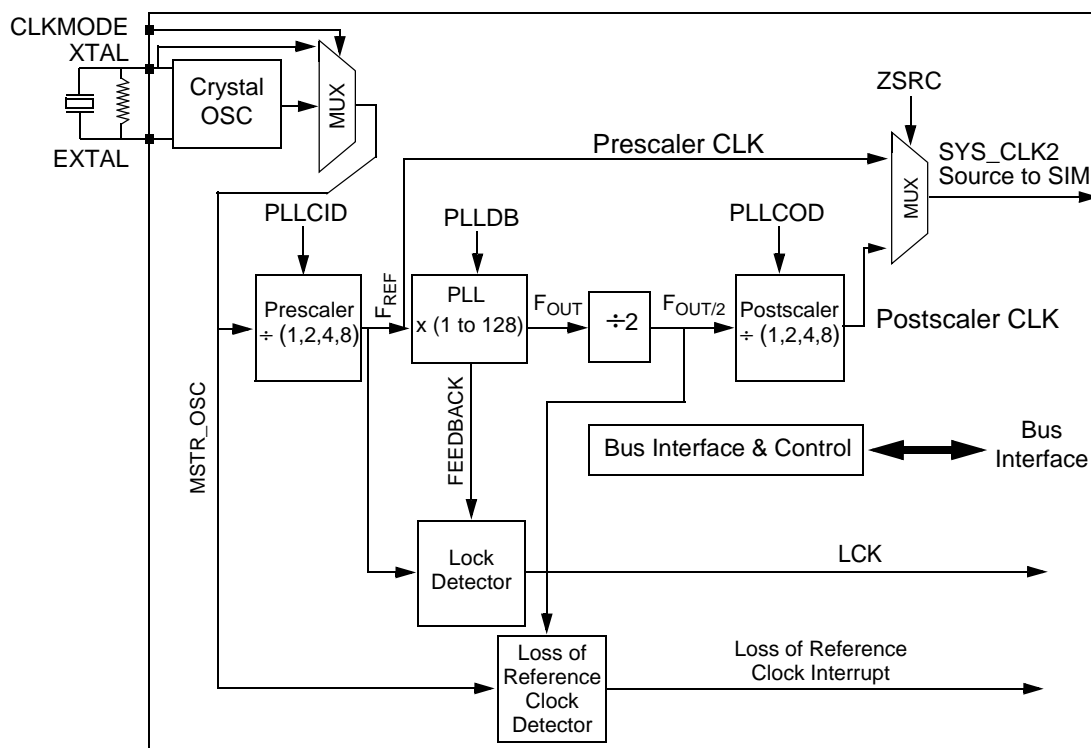 CLKMODE
XTAL
Crystal
OSC
EXTAL
MUX
ZSRC
Prescaler CLK
MUX
SYS_CLK2
Source to SIM
PLLCID
PLLDB
PLLCOD
Prescaler
÷ (1,2,4,8)
FREF
PLL
x (1 to 128)
FOUT
÷2
FOUT/2
Postscaler
÷ (1,2,4,8)
Postscaler CLK
MSTR_OSC
FEEDBACK
Bus Interface & Control
Bus
Interface
Lock
Detector
LCK
Loss of
Reference
Clock
Detector
Loss of Reference
Clock Interrupt